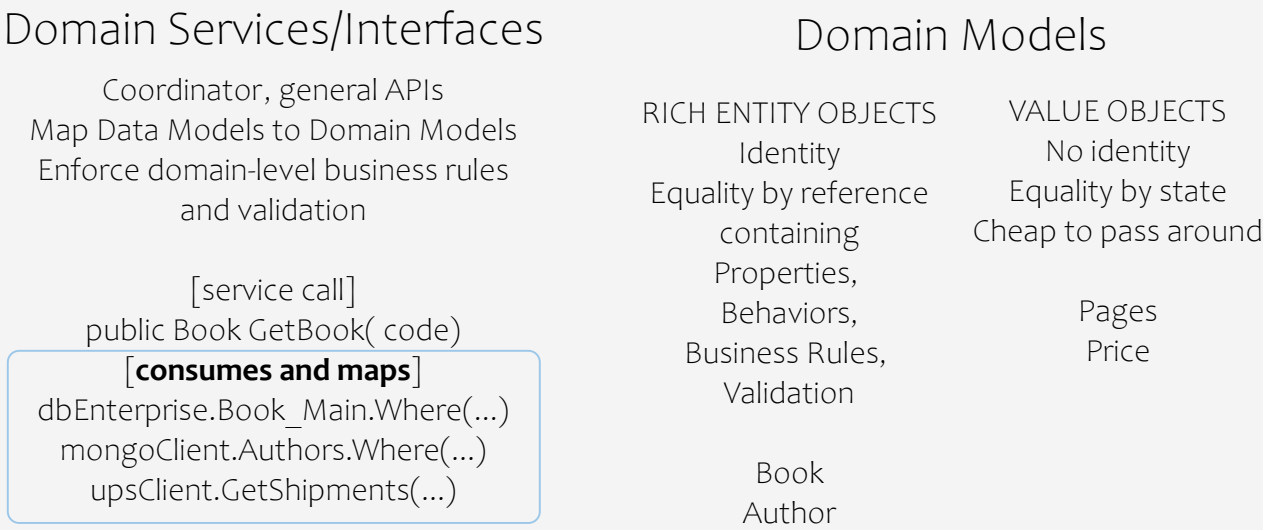 Domain Services/Interfaces
Coordinator, general APIs
Map Data Models to Domain Models
Enforce domain-level business rules
and validation
[service call]
public Book GetBook( code)
[consumes and maps]
dbEnterprise.Book_Main.Where(...)
mongoClient.Authors.Where(...)
upsClient.GetShipments(...)
Domain Models
RICH ENTITY OBJECTS
Identity
Equality by reference
containing
Properties,
Behaviors,
Business Rules,
Validation
Book
Author
VALUE OBJECTS
No identity
Equality by state
Cheap to pass around
Pages
Price